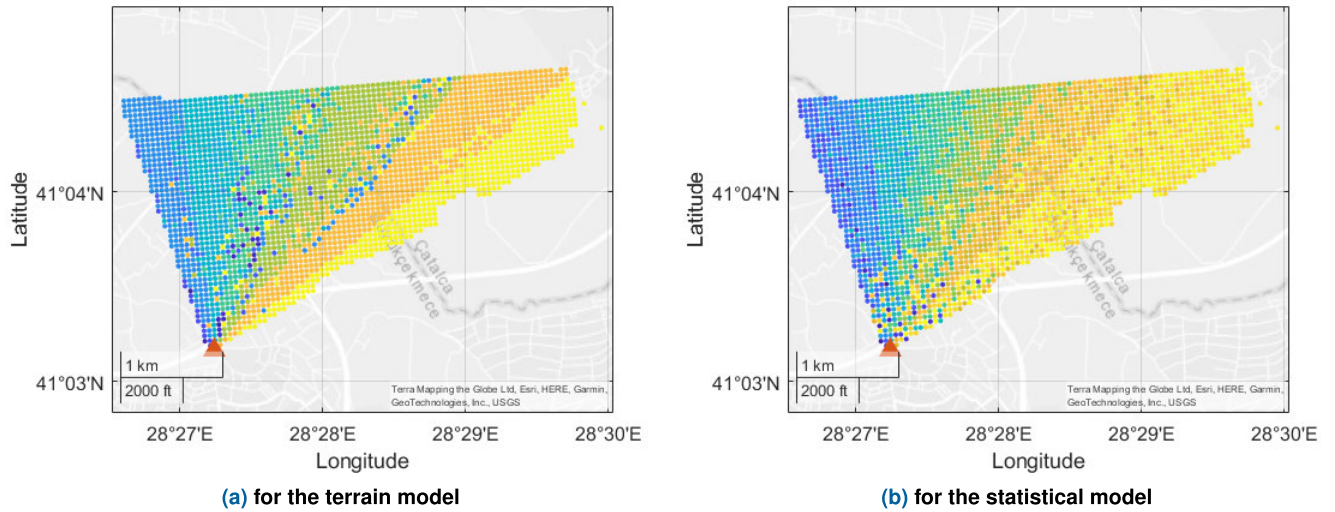 Latitude
41°04'N
41°03'N
Çatalca
kçekmece
1 km
2000 ft
Terra Mapping the Globe Ltd, Esri, HERE, Garmin,
GeoTechnologies, Inc., USGS
28°27'E
28°28'E
28°29'E
28°30'E
Longitude
(a) for the terrain model
Latitude
41°04'N
41°03'N
Çatalca
kçekmece
1 km
2000 ft
Terra Mapping the Globe Ltd, Esri, HERE, Garmin,
GeoTechnologies, Inc., USGS
28°27'E
28°28'E
28°29'E
28°30'E
Longitude
(b) for the statistical model